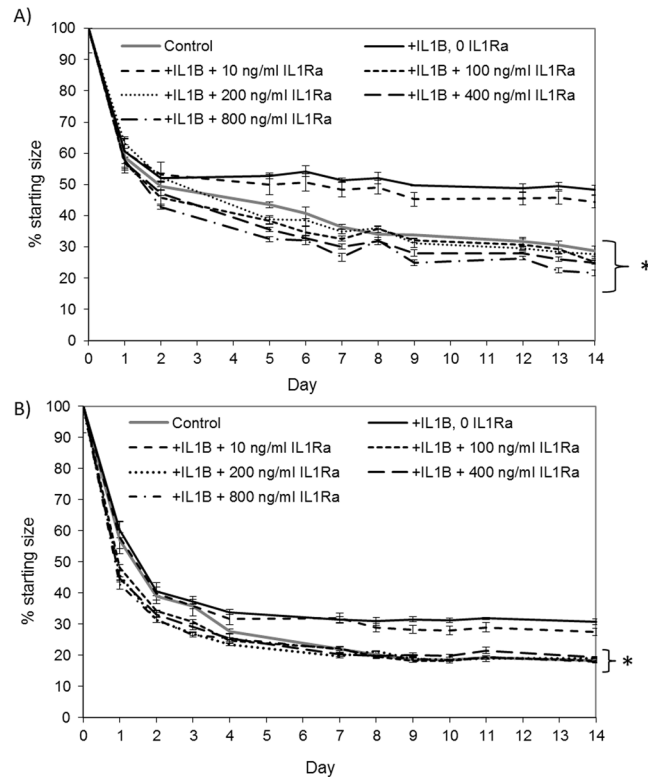 A)
Control
+IL1B, 0 IL1Ra
+IL1B + 10 ng/ml IL1Ra
+IL1B + 100 ng/ml IL1Ra
+IL1B + 200 ng/ml IL1Ra
+IL1B + 400 ng/ml IL1Ra
+IL1B + 800 ng/ml IL1Ra
% starting size
100
90
80
70
60
50
40
30
20
10
0
*
0 1 2 3 4 5 6 7 8 9 10 11 12 13 14
Day
B)
Control
+IL1B, 0 IL1Ra
+IL1B + 10 ng/ml IL1Ra
+IL1B + 100 ng/ml IL1Ra
+IL1B + 200 ng/ml IL1Ra
+IL1B + 400 ng/ml IL1Ra
+IL1B + 800 ng/ml IL1Ra
% starting size
100
90
80
70
60
50
40
30
20
10
0
*
0 1 2 3 4 5 6 7 8 9 10 11 12 13 14
Day